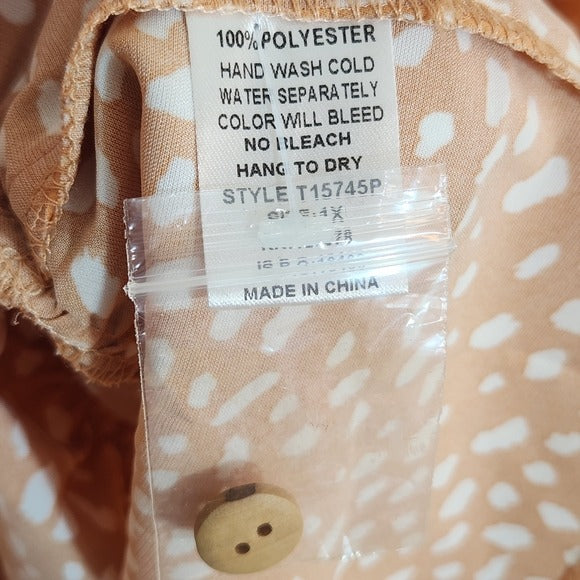 100% POLYESTER
HAND WASH COLD
WATER SEPARATELY
COLOR WILL BLEED
NO BLEACH
HANG TO DRY
STYLE T15745P
1X
MADE IN CHINA